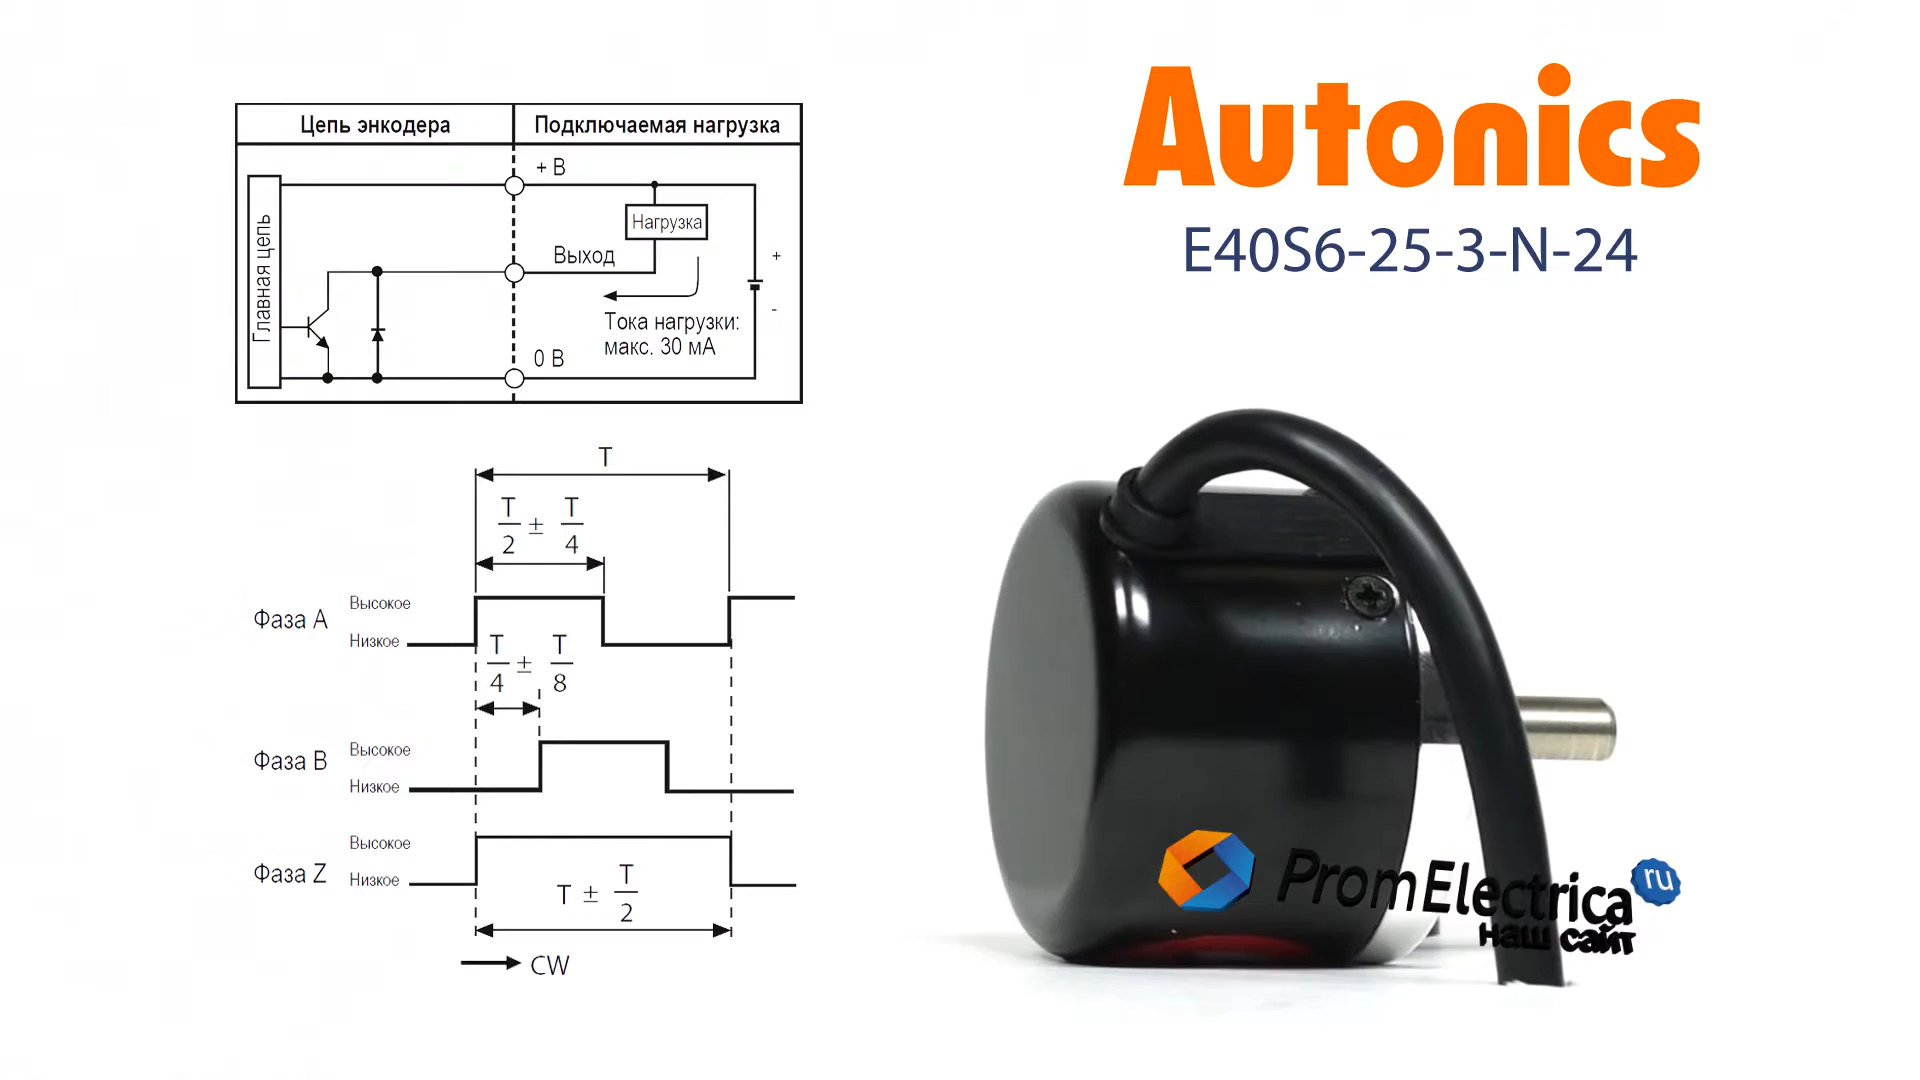 Цепь энкодера
Подключаемая нагрузка
+ В
Нагрузка
Выход
Главная цепь
+
-
Тока нагрузки:
макс. 30 мА
0 В
T
T/2 ± T/4
Фаза A
Высокое
Низкое
T/4 ± T/8
Фаза B
Высокое
Низкое
Фаза Z
Высокое
Низкое
T ± T/2
CW
Autonics
E40S6-25-3-N-24
PromElectrica
ru
наш сайт